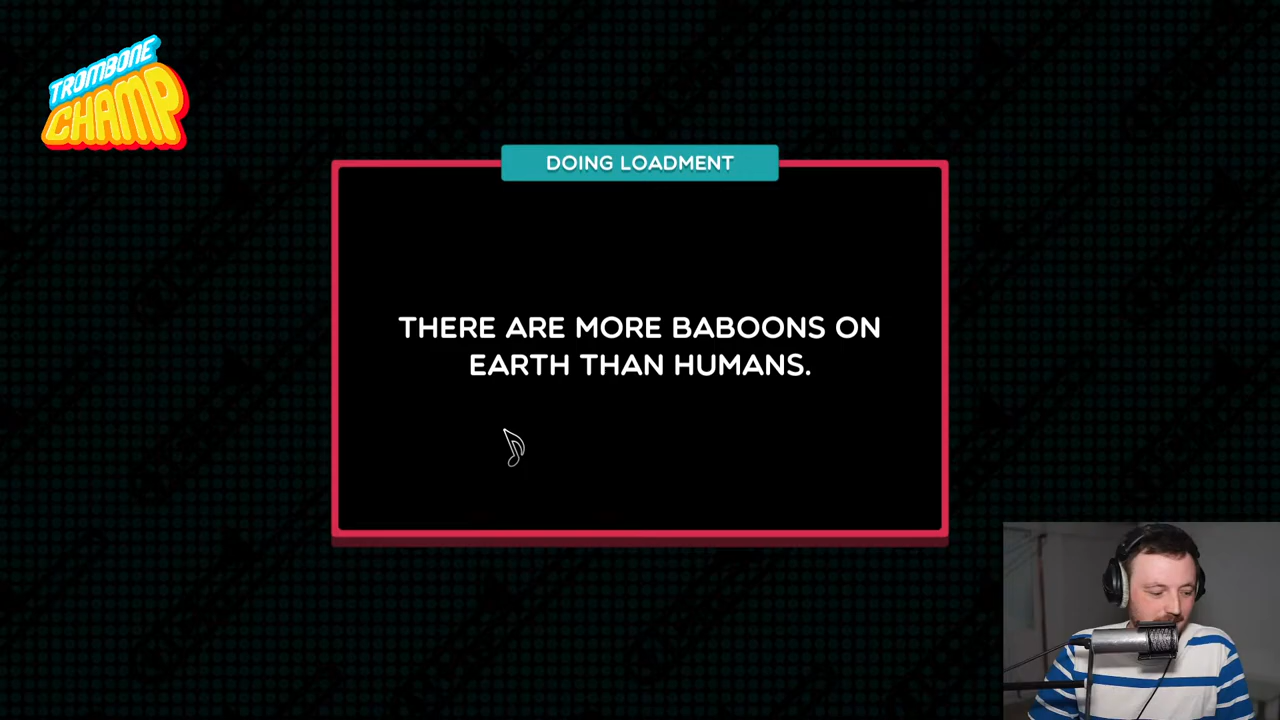 TROMBONE
CHAMP
DOING LOADMENT
THERE ARE MORE BABOONS ON
EARTH THAN HUMANS.